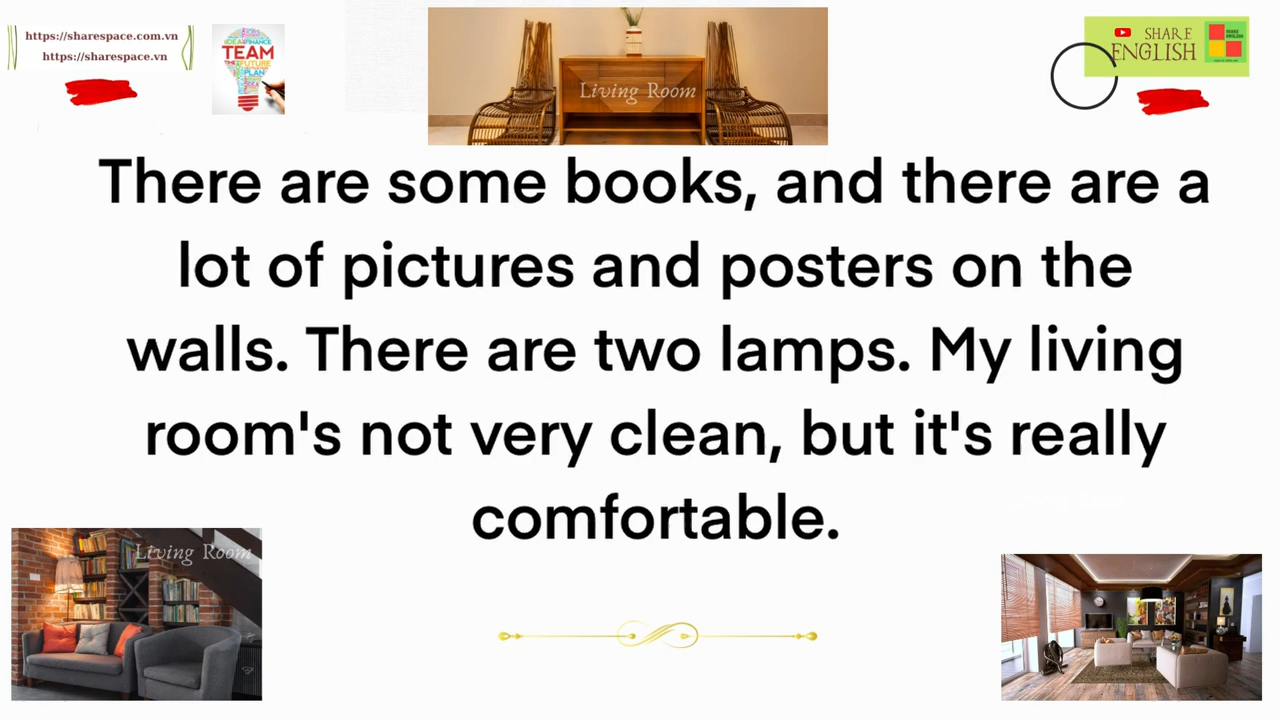 https://sharespace.com.vn
https://sharespace.vn
TEAM
FINANCE
FUTURE
PLAN
IDEA
Living Room
SHARE
ENGLISH
There are some books, and there are a
lot of pictures and posters on the
walls. There are two lamps. My living
room's not very clean, but it's really
comfortable.
Living Room